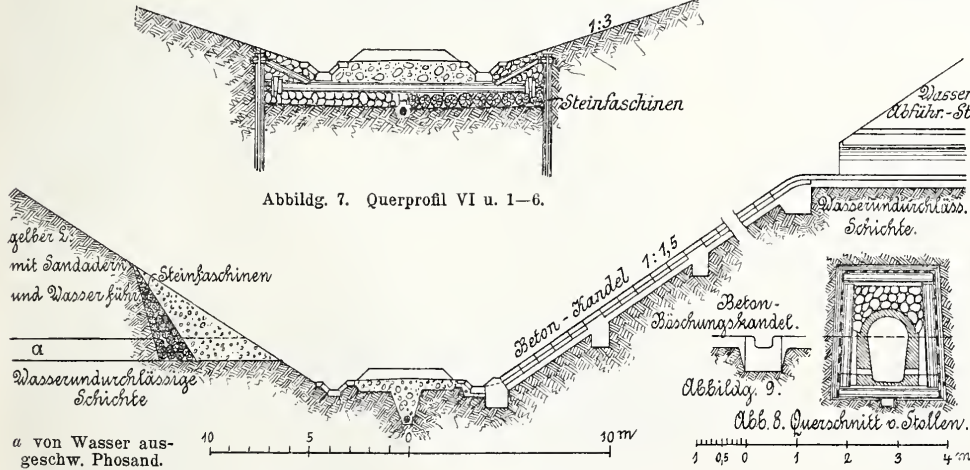 1:3
Steinfaschinen
Abbildg. 7. Querprofil VI u. 1—6.
Wasser
Abführ.-St
Wasserundurchläss.
Schichte.
gelber L.
mit Sandadern
und Wasserführ
Steinfaschinen
a
Wasserundurchlässige
Schichte
Beton-Kandel 1:1,5
Beton-
Böschungskandel.
Abbildg. 9.
Abb. 8. Querschnitt v. Stollen.
a von Wasser aus-
geschw. Phosand.
10 5 0 10 m
1 0,5 0 1 2 3 4 m